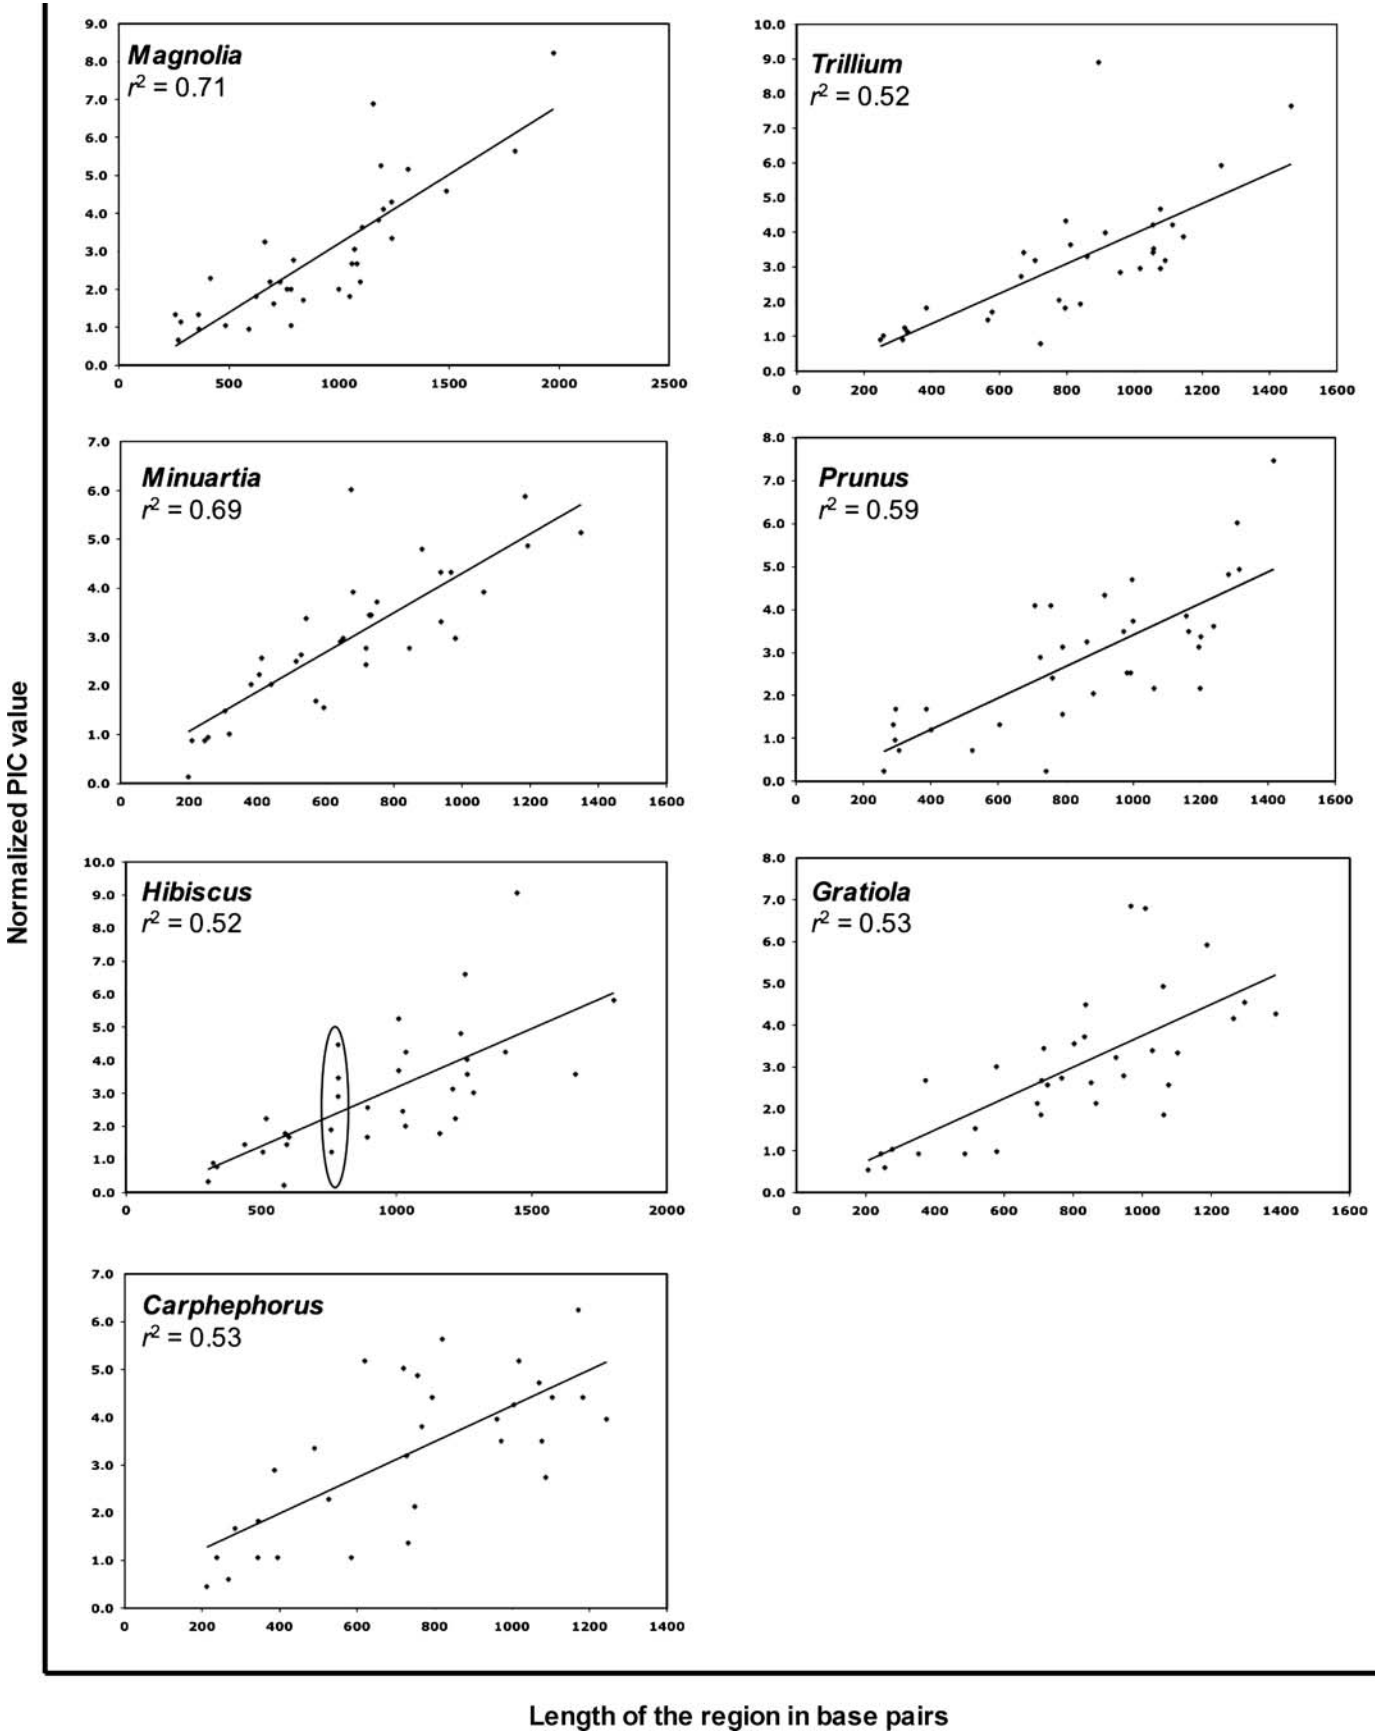 Normalized PIC value
9.0
8.0
7.0
6.0
5.0
4.0
3.0
2.0
1.0
0.0
Magnolia
r² = 0.71
0 500 1000 1500 2000 2500
10.0
9.0
8.0
7.0
6.0
5.0
4.0
3.0
2.0
1.0
0.0
Trillium
r² = 0.52
0 200 400 600 800 1000 1200 1400 1600
7.0
6.0
5.0
4.0
3.0
2.0
1.0
0.0
Minuartia
r² = 0.69
0 200 400 600 800 1000 1200 1400 1600
8.0
7.0
6.0
5.0
4.0
3.0
2.0
1.0
0.0
Prunus
r² = 0.59
0 200 400 600 800 1000 1200 1400 1600
10.0
9.0
8.0
7.0
6.0
5.0
4.0
3.0
2.0
1.0
0.0
Hibiscus
r² = 0.52
0 500 1000 1500 2000
8.0
7.0
6.0
5.0
4.0
3.0
2.0
1.0
0.0
Gratiola
r² = 0.53
0 200 400 600 800 1000 1200 1400 1600
7.0
6.0
5.0
4.0
3.0
2.0
1.0
0.0
Carphephorus
r² = 0.53
0 200 400 600 800 1000 1200 1400
Length of the region in base pairs